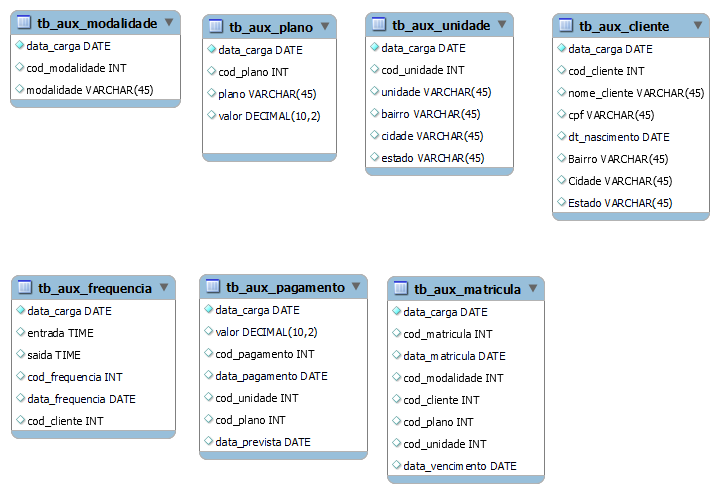 tb_aux_modalidade
data_carga DATE
cod_modalidade INT
modalidade VARCHAR(45)
tb_aux_plano
data_carga DATE
cod_plano INT
plano VARCHAR(45)
valor DECIMAL(10,2)
tb_aux_unidade
data_carga DATE
cod_unidade INT
unidade VARCHAR(45)
bairro VARCHAR(45)
cidade VARCHAR(45)
estado VARCHAR(45)
tb_aux_cliente
data_carga DATE
cod_cliente INT
nome_cliente VARCHAR(45)
cpf VARCHAR(45)
dt_nascimento DATE
Bairro VARCHAR(45)
Cidade VARCHAR(45)
Estado VARCHAR(45)
tb_aux_frequencia
data_carga DATE
entrada TIME
saida TIME
cod_frequencia INT
data_frequencia DATE
cod_cliente INT
tb_aux_pagamento
data_carga DATE
valor DECIMAL(10,2)
cod_pagamento INT
data_pagamento DATE
cod_unidade INT
cod_plano INT
data_prevista DATE
tb_aux_matricula
data_carga DATE
cod_matricula INT
data_matricula DATE
cod_modalidade INT
cod_cliente INT
cod_plano INT
cod_unidade INT
data_vencimento DATE